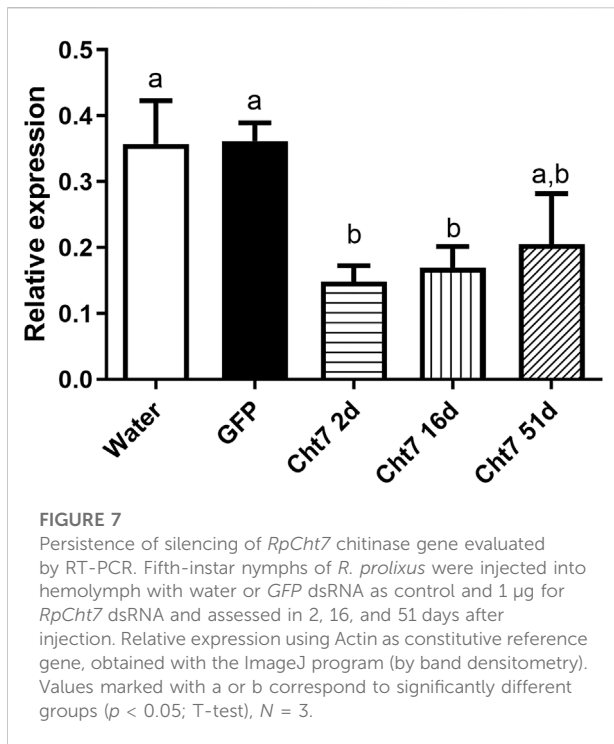 0.5
0.4
0.3
0.2
0.1
0.0
Relative expression
a
a
b
b
a,b
Water
GFP
Cht7 2d
Cht7 16d
Cht7 51d
FIGURE 7
Persistence of silencing of RpCht7 chitinase gene evaluated
by RT-PCR. Fifth-instar nymphs of R. prolixus were injected into
hemolymph with water or GFP dsRNA as control and 1 µg for
RpCht7 dsRNA and assessed in 2, 16, and 51 days after
injection. Relative expression using Actin as constitutive reference
gene, obtained with the ImageJ program (by band densitometry).
Values marked with a or b correspond to significantly different
groups (p < 0.05; T-test), N = 3.